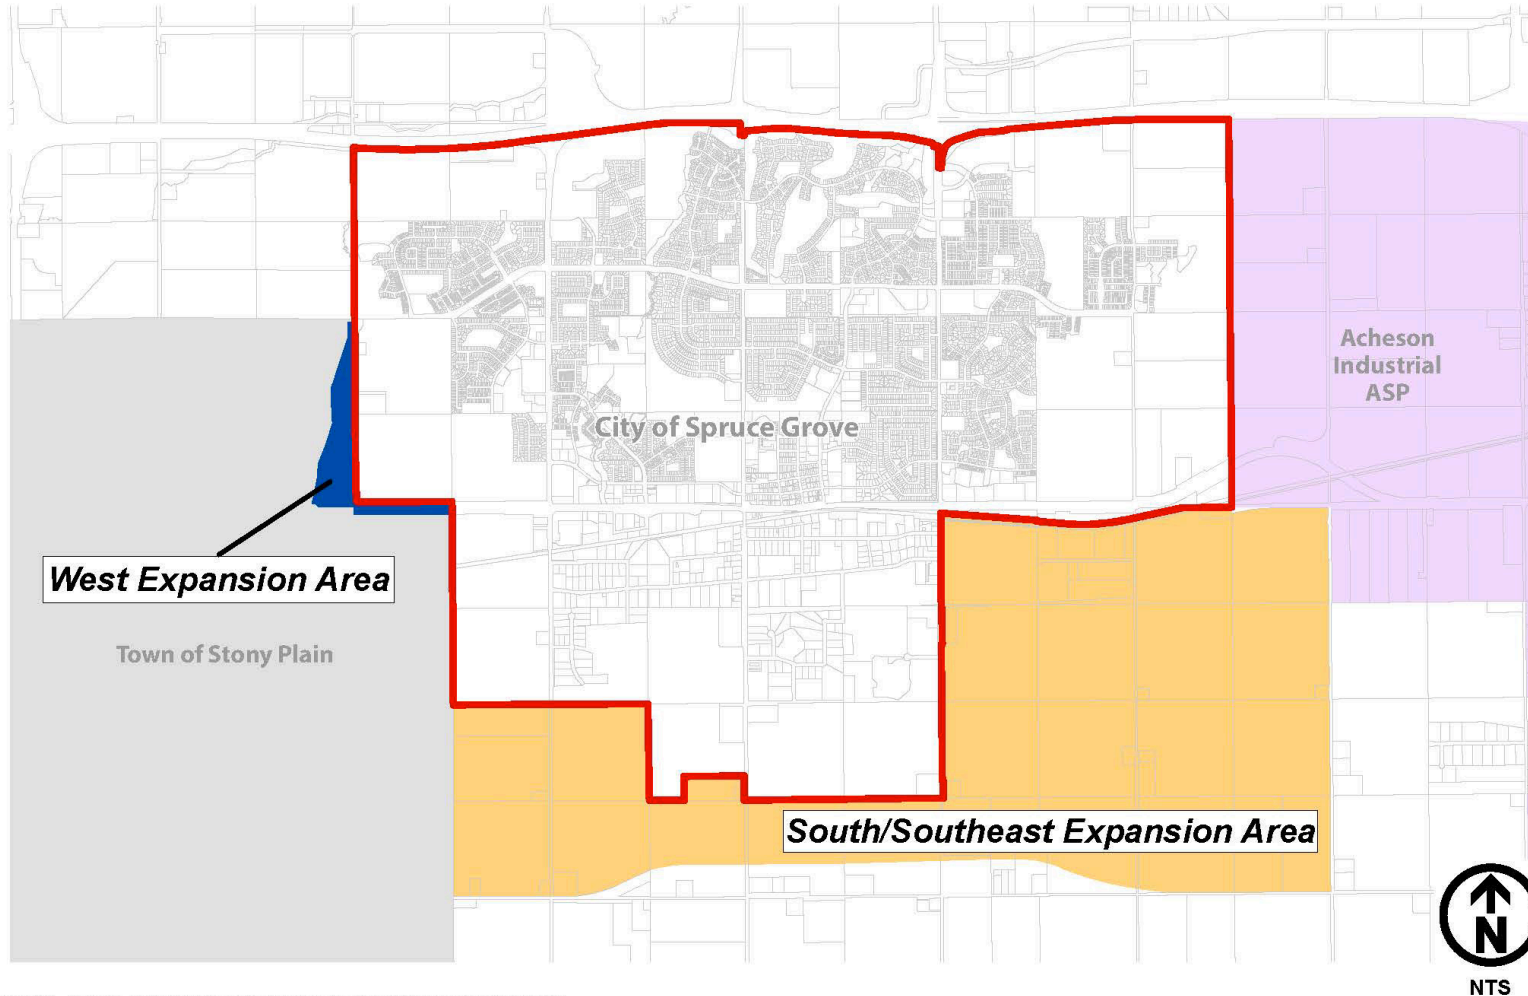 Acheson
Industrial
ASP
City of Spruce Grove
West Expansion Area
Town of Stony Plain
South/Southeast Expansion Area
N
NTS